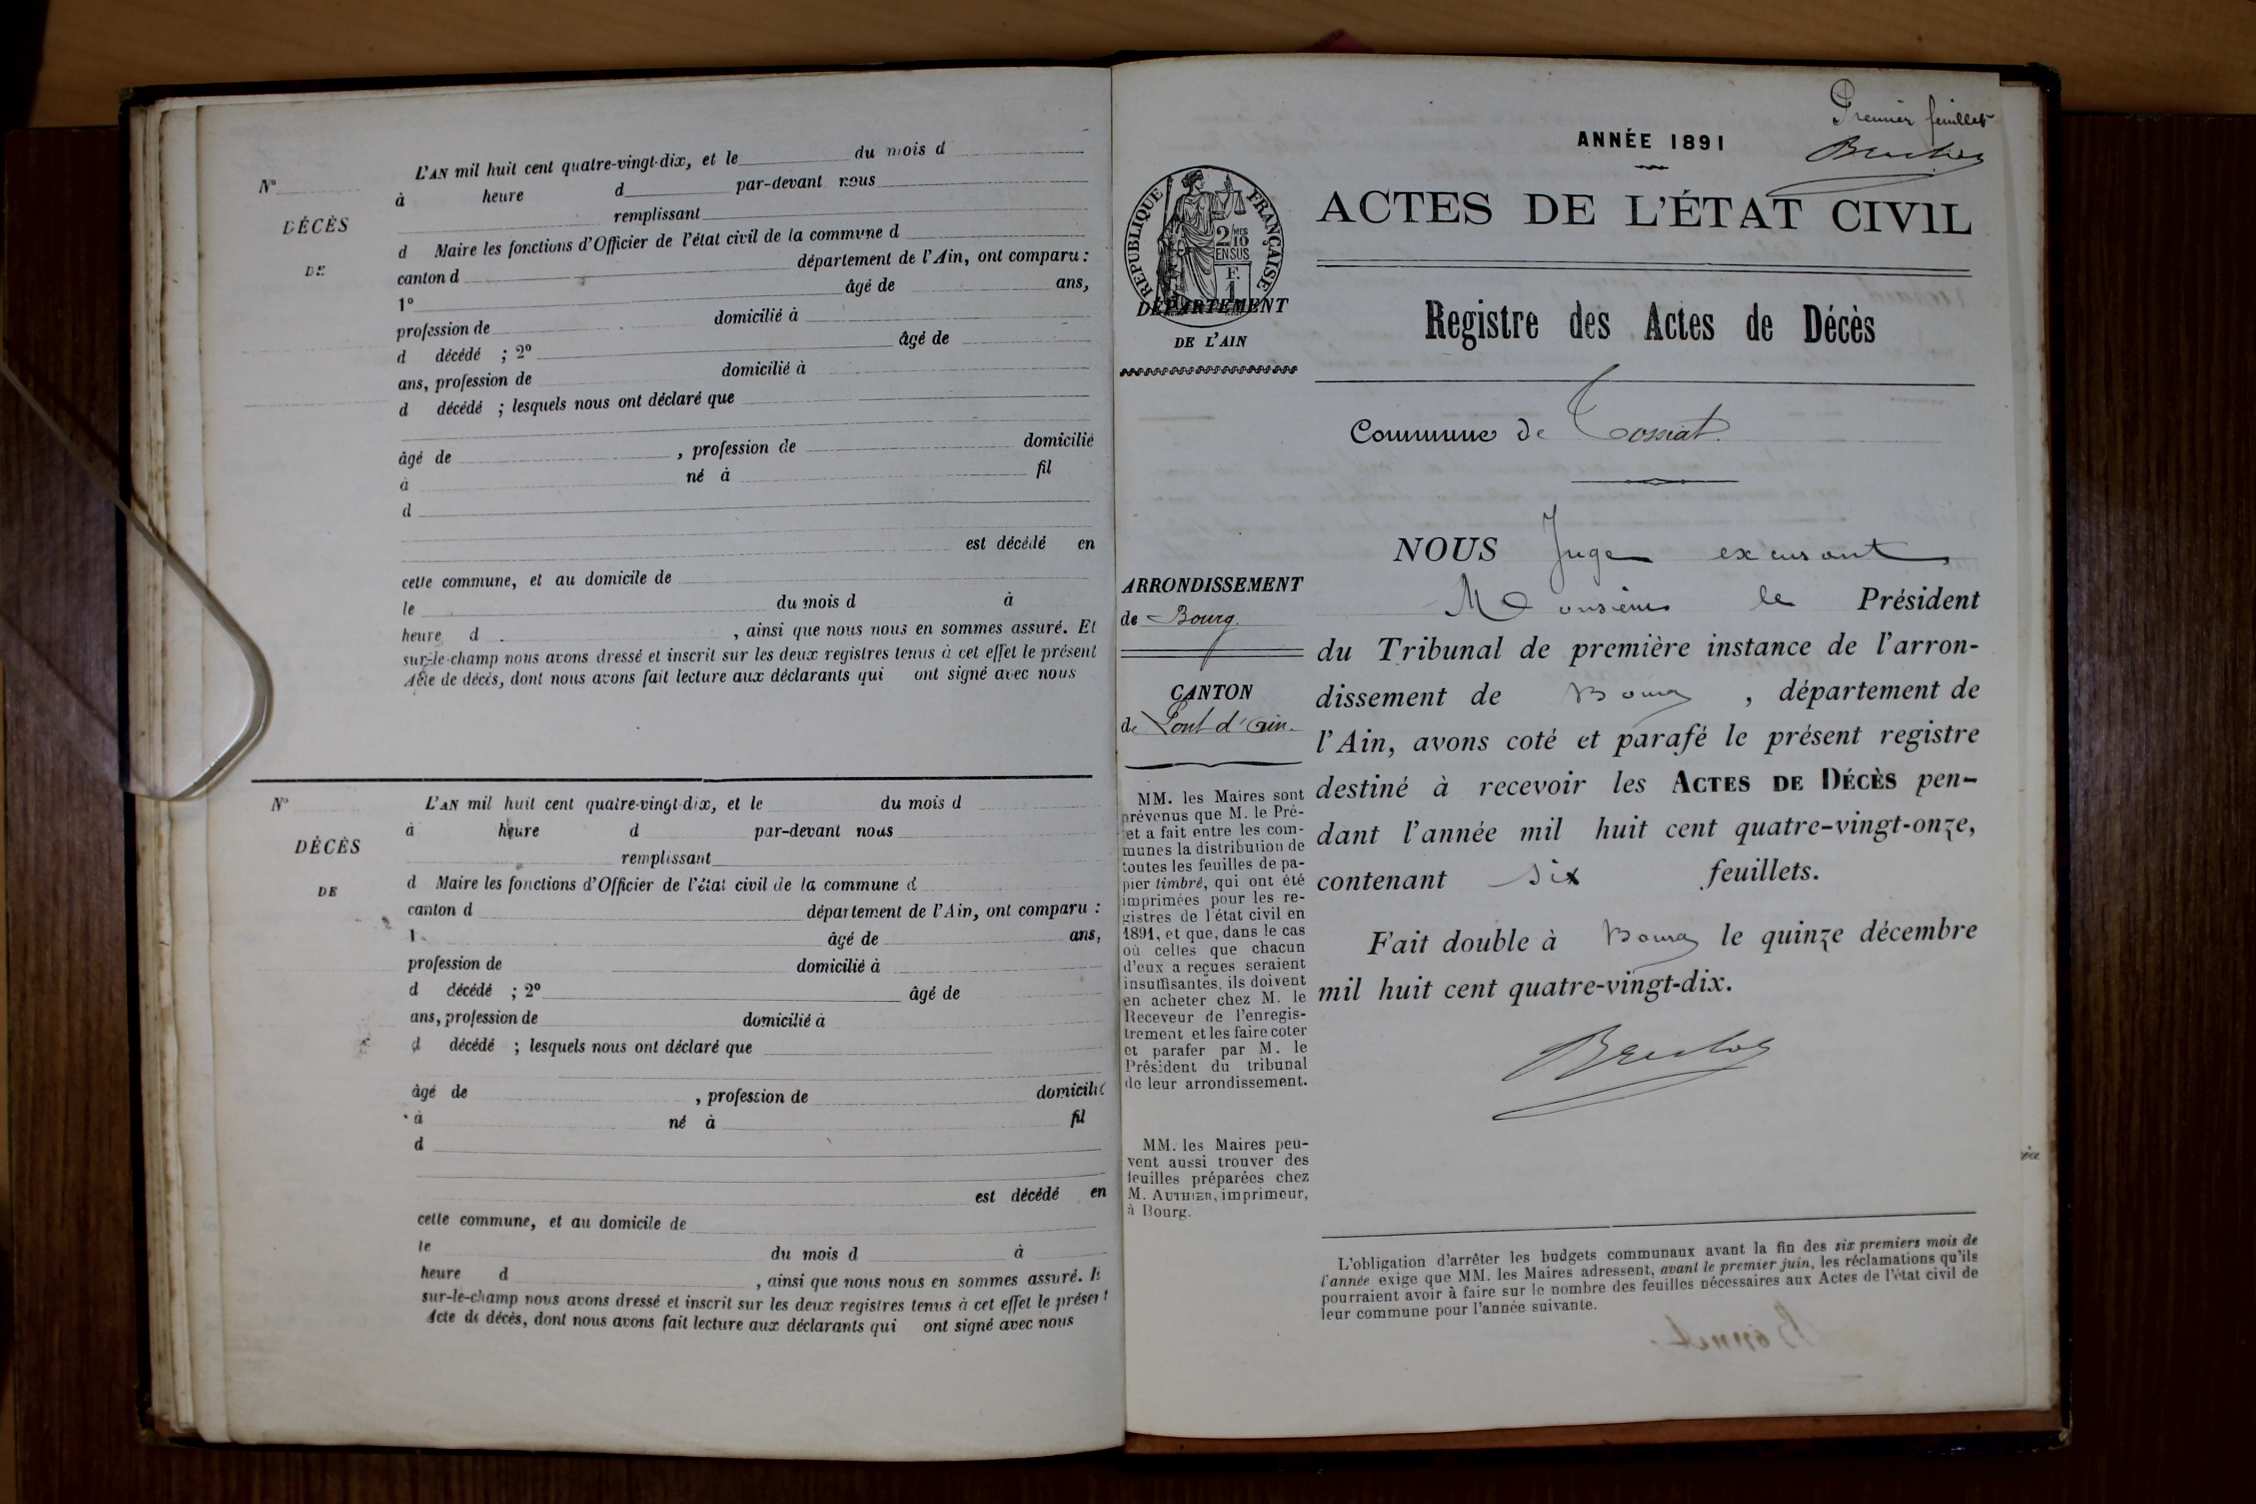 L'AN mil huit cent quatre-vingt-dix, et le du mois d
N° à heure d par-devant nous
DÉCÈS remplissant
d Maire les fonctions d'Officier de l'état civil de la commune d
DE canton d département de l'Ain, ont comparu :
1° âgé de ans,
profession de domicilié à
d décédé ; 2° âgé de
ans, profession de domicilié à
d décédé ; lesquels nous ont déclaré que
âgé de , profession de domicilié
à né à fil
d
est décédé en
cette commune, et au domicile de
le du mois d à
heure d , ainsi que nous nous en sommes assuré. Et
sur-le-champ nous avons dressé et inscrit sur les deux registres tenus à cet effet le présent
Acte de décès, dont nous avons fait lecture aux déclarants qui ont signé avec nous
N° L'AN mil huit cent quatre-vingt-dix, et le du mois d
à heure d par-devant nous
DÉCÈS remplissant
DE d Maire les fonctions d'Officier de l'état civil de la commune d
canton d département de l'Ain, ont comparu :
1 âgé de ans,
profession de domicilié à
d décédé ; 2° âgé de
ans, profession de domicilié à
d décédé ; lesquels nous ont déclaré que
âgé de , profession de domicilié
à né à fil
d
est décédé en
cette commune, et au domicile de
le du mois d à
heure d , ainsi que nous nous en sommes assuré. E
sur-le-champ nous avons dressé et inscrit sur les deux registres tenus à cet effet le présent
Acte de décès, dont nous avons fait lecture aux déclarants qui ont signé avec nous
Premier feuillet
ANNÉE 1891
RÉPUBLIQUE FRANÇAISE
2/10 MES
EN SUS
F.
1
DÉPARTEMENT
DE L'AIN
ACTES DE L'ÉTAT CIVIL
Registre des Actes de Décès
Commune de Tossiat
ARRONDISSEMENT
de Bourg.
CANTON
de Pont d'Ain.
MM. les Maires sont
prévenus que M. le Pré-
et a fait entre les com-
munes la distribution de
toutes les feuilles de pa-
pier timbré, qui ont été
imprimées pour les re-
gistres de l'état civil en
1891, et que, dans le cas
où celles que chacun
d'eux a reçues seraient
insuffisantes, ils doivent
en acheter chez M. le
Receveur de l'enregis-
trement et les faire coter
et parafer par M. le
Président du tribunal
de leur arrondissement.
MM. les Maires peu-
vent aussi trouver des
feuilles préparées chez
M. AUTHIER, imprimeur,
à Bourg.
NOUS Juge excusant
Monsieur le Président
du Tribunal de première instance de l'arron-
dissement de Bourg , département de
l'Ain, avons coté et parafé le présent registre
destiné à recevoir les ACTES DE DÉCÈS pen-
dant l'année mil huit cent quatre-vingt-onze,
contenant six feuillets.
Fait double à Bourg le quinze décembre
mil huit cent quatre-vingt-dix.
L'obligation d'arrêter les budgets communaux avant la fin des six premiers mois de
l'année exige que MM. les Maires adressent, avant le premier juin, les réclamations qu'ils
pourraient avoir à faire sur le nombre des feuilles nécessaires aux Actes de l'état civil de
leur commune pour l'année suivante.